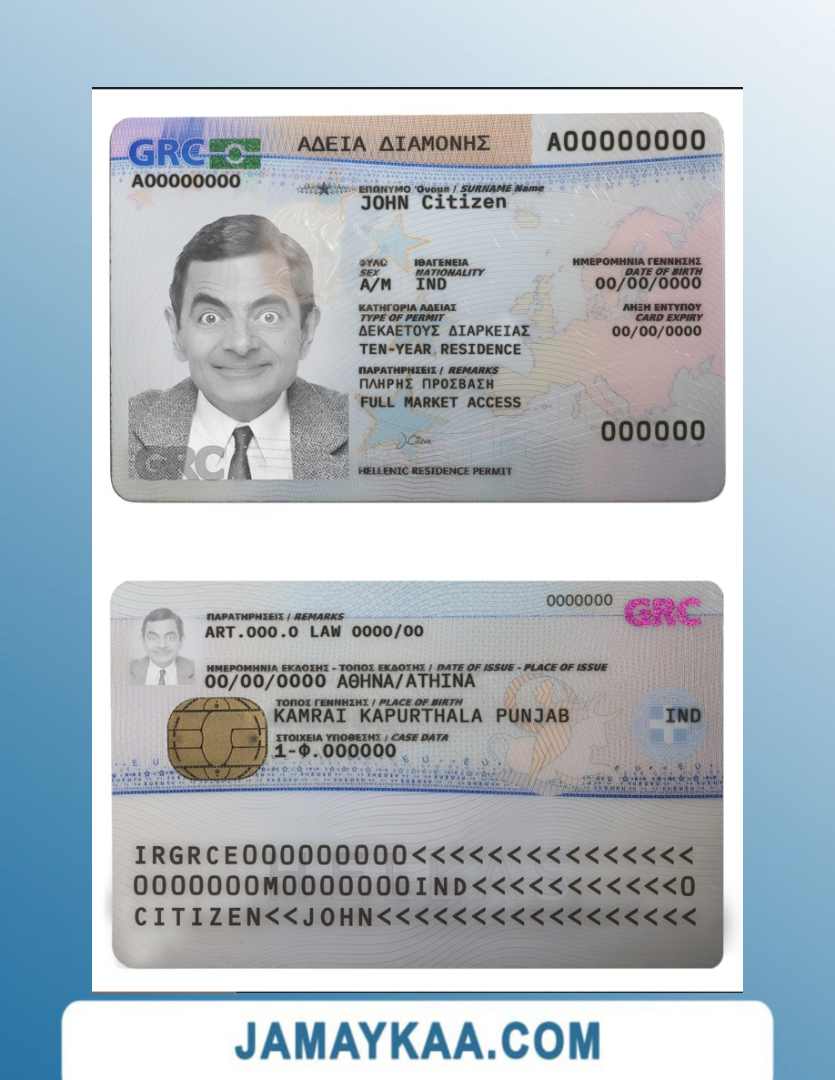 GRC
ΑΔΕΙΑ ΔΙΑΜΟΝΗΣ
A00000000
A00000000
ΕΠΩΝΥΜΟ Όνομα / SURNAME Name
JOHN Citizen
ΦΥΛΟ ΙΘΑΓΕΝΕΙΑ ΗΜΕΡΟΜΗΝΙΑ ΓΕΝΝΗΣΗΣ
SEX NATIONALITY DATE OF BIRTH
A/M IND 00/00/0000
ΚΑΤΗΓΟΡΙΑ ΑΔΕΙΑΣ ΛΗΞΗ ΕΝΤΥΠΟΥ
TYPE OF PERMIT CARD EXPIRY
ΔΕΚΑΕΤΟΥΣ ΔΙΑΡΚΕΙΑΣ 00/00/0000
TEN-YEAR RESIDENCE
ΠΑΡΑΤΗΡΗΣΕΙΣ / REMARKS
ΠΛΗΡΗΣ ΠΡΟΣΒΑΣΗ
FULL MARKET ACCESS
000000
GRC
HELLENIC RESIDENCE PERMIT
0000000 GRC
ΠΑΡΑΤΗΡΗΣΕΙΣ / REMARKS
ART.000.0 LAW 0000/00
ΗΜΕΡΟΜΗΝΙΑ ΕΚΔΟΣΗΣ - ΤΟΠΟΣ ΕΚΔΟΣΗΣ / DATE OF ISSUE - PLACE OF ISSUE
00/00/0000 ΑΘΗΝΑ/ATHINA
ΤΟΠΟΣ ΓΕΝΝΗΣΗΣ / PLACE OF BIRTH
KAMRAI KAPURTHALA PUNJAB IND
ΣΤΟΙΧΕΙΑ ΥΠΟΘΕΣΗΣ / CASE DATA
1-Φ.000000
IRGRCE000000000<<<<<<<<<<<<<<<
0000000M0000000IND<<<<<<<<<<<0
CITIZEN<<JOHN<<<<<<<<<<<<<<<<<
JAMAYKAA.COM